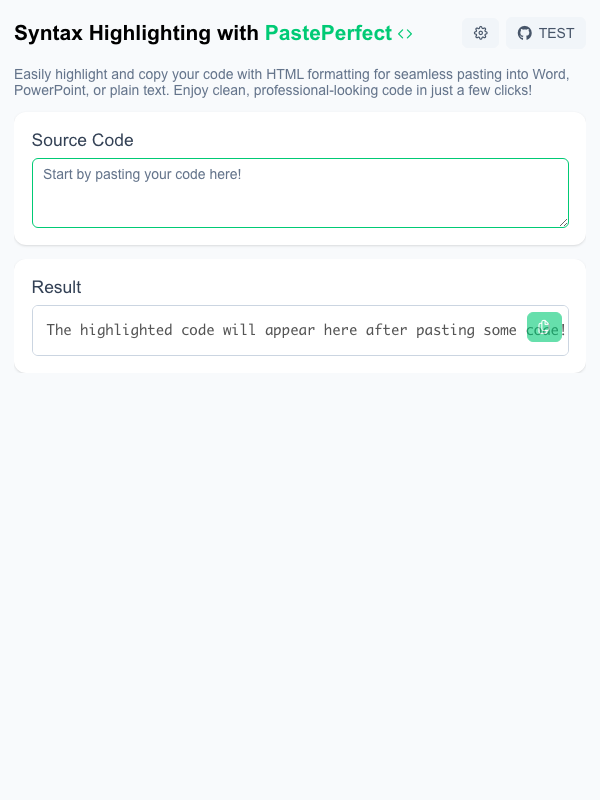 Syntax Highlighting with PastePerfect <>
TEST
Easily highlight and copy your code with HTML formatting for seamless pasting into Word,
PowerPoint, or plain text. Enjoy clean, professional-looking code in just a few clicks!
Source Code
Start by pasting your code here!
Result
The highlighted code will appear here after pasting some code!